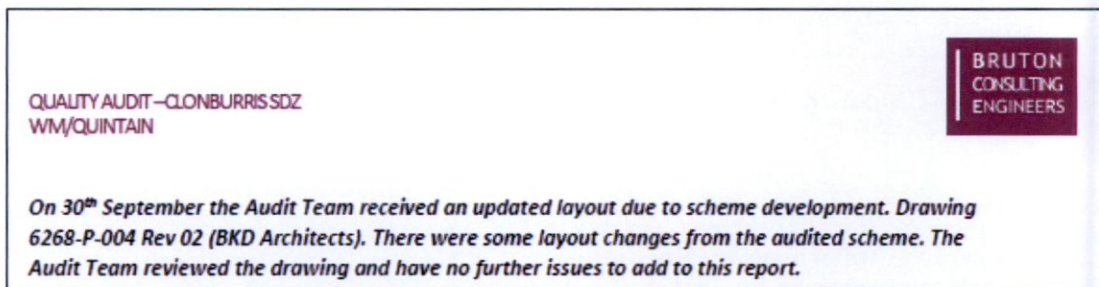 BRUTON
CONSULTING
ENGINEERS
QUALITY AUDIT –CLONBURRIS SDZ
WM/QUINTAIN
On 30th September the Audit Team received an updated layout due to scheme development. Drawing
6268-P-004 Rev 02 (BKD Architects). There were some layout changes from the audited scheme. The
Audit Team reviewed the drawing and have no further issues to add to this report.